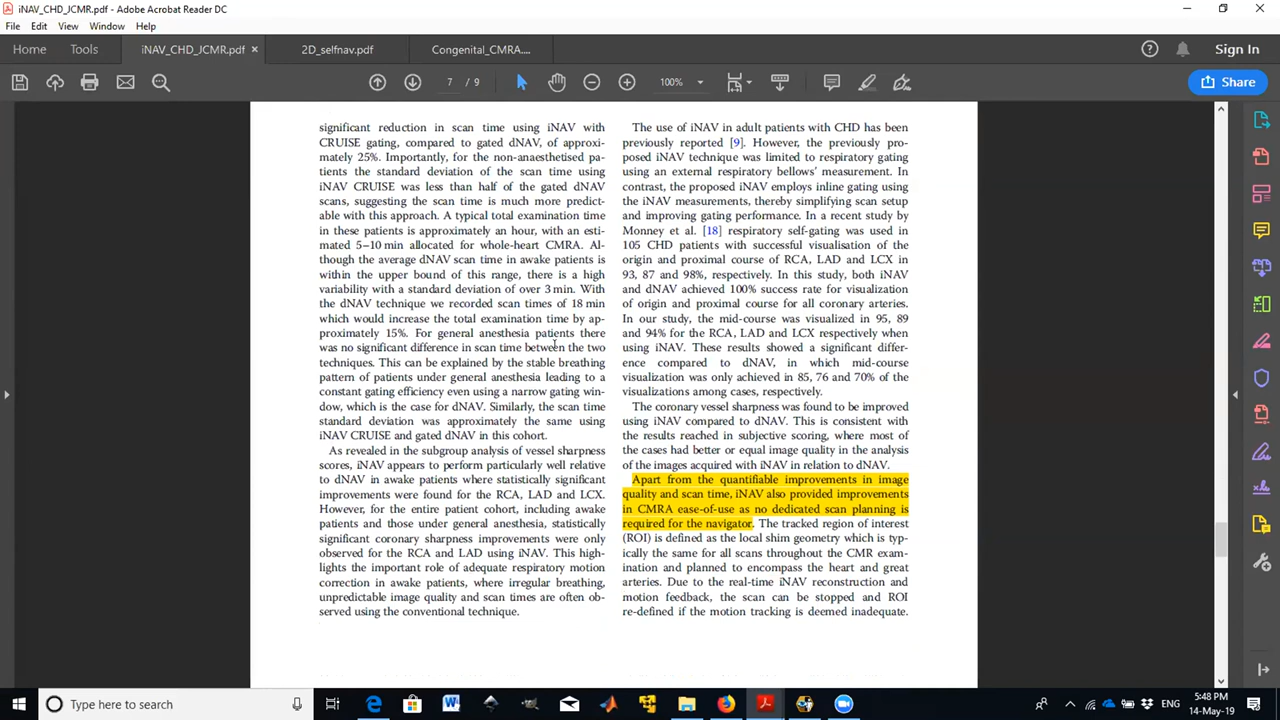 iNAV_CHD_JCMR.pdf - Adobe Acrobat Reader DC
File Edit View Window Help
Home Tools iNAV_CHD_JCMR.pdf × 2D_selfnav.pdf Congenital_CMRA.... Sign In
7 / 9 100% Share
significant reduction in scan time using iNAV with
CRUISE gating, compared to gated dNAV, of approxi-
mately 25%. Importantly, for the non-anaesthetised pa-
tients the standard deviation of the scan time using
iNAV CRUISE was less than half of the gated dNAV
scans, suggesting the scan time is much more predict-
able with this approach. A typical total examination time
in these patients is approximately an hour, with an esti-
mated 5–10 min allocated for whole-heart CMRA. Al-
though the average dNAV scan time in awake patients is
within the upper bound of this range, there is a high
variability with a standard deviation of over 3 min. With
the dNAV technique we recorded scan times of 18 min
which would increase the total examination time by ap-
proximately 15%. For general anesthesia patients there
was no significant difference in scan time between the two
techniques. This can be explained by the stable breathing
pattern of patients under general anesthesia leading to a
constant gating efficiency even using a narrow gating win-
dow, which is the case for dNAV. Similarly, the scan time
standard deviation was approximately the same using
iNAV CRUISE and gated dNAV in this cohort.
As revealed in the subgroup analysis of vessel sharpness
scores, iNAV appears to perform particularly well relative
to dNAV in awake patients where statistically significant
improvements were found for the RCA, LAD and LCX.
However, for the entire patient cohort, including awake
patients and those under general anesthesia, statistically
significant coronary sharpness improvements were only
observed for the RCA and LAD using iNAV. This high-
lights the important role of adequate respiratory motion
correction in awake patients, where irregular breathing,
unpredictable image quality and scan times are often ob-
served using the conventional technique.
The use of iNAV in adult patients with CHD has been
previously reported [9]. However, the previously pro-
posed iNAV technique was limited to respiratory gating
using an external respiratory bellows' measurement. In
contrast, the proposed iNAV employs inline gating using
the iNAV measurements, thereby simplifying scan setup
and improving gating performance. In a recent study by
Monney et al. [18] respiratory self-gating was used in
105 CHD patients with successful visualisation of the
origin and proximal course of RCA, LAD and LCX in
93, 87 and 98%, respectively. In this study, both iNAV
and dNAV achieved 100% success rate for visualization
of origin and proximal course for all coronary arteries.
In our study, the mid-course was visualized in 95, 89
and 94% for the RCA, LAD and LCX respectively when
using iNAV. These results showed a significant differ-
ence compared to dNAV, in which mid-course
visualization was only achieved in 85, 76 and 70% of the
visualizations among cases, respectively.
The coronary vessel sharpness was found to be improved
using iNAV compared to dNAV. This is consistent with
the results reached in subjective scoring, where most of
the cases had better or equal image quality in the analysis
of the images acquired with iNAV in relation to dNAV.
Apart from the quantifiable improvements in image
quality and scan time, iNAV also provided improvements
in CMRA ease-of-use as no dedicated scan planning is
required for the navigator. The tracked region of interest
(ROI) is defined as the local shim geometry which is typ-
ically the same for all scans throughout the CMR exam-
ination and planned to encompass the heart and great
arteries. Due to the real-time iNAV reconstruction and
motion feedback, the scan can be stopped and ROI
re-defined if the motion tracking is deemed inadequate.
Type here to search
ENG
5:48 PM
14-May-19